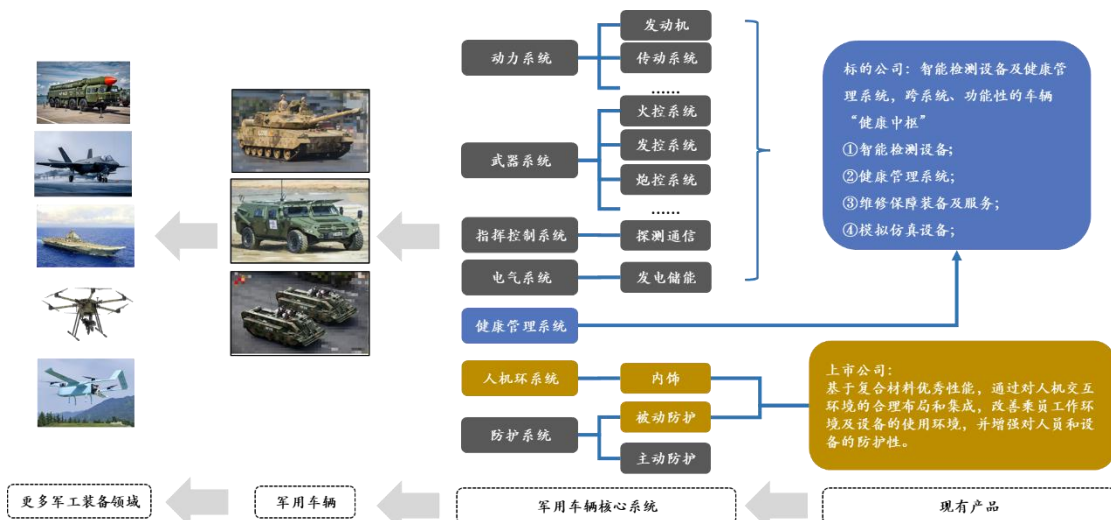 发动机
动力系统
传动系统
......
火控系统
武器系统
发控系统
炮控系统
......
指挥控制系统
探测通信
电气系统
发电储能
健康管理系统
标的公司：智能检测设备及健康管
理系统，跨系统、功能性的车辆
“健康中枢”
①智能检测设备；
②健康管理系统；
③维修保障装备及服务；
④模拟仿真设备；
人机环系统
内饰
被动防护
防护系统
主动防护
上市公司：
基于复合材料优秀性能，通过对人机交互
环境的合理布局和集成，改善乘员工作环
境及设备的使用环境，并增强对人员和设
备的防护性。
更多军工装备领域
军用车辆
军用车辆核心系统
现有产品